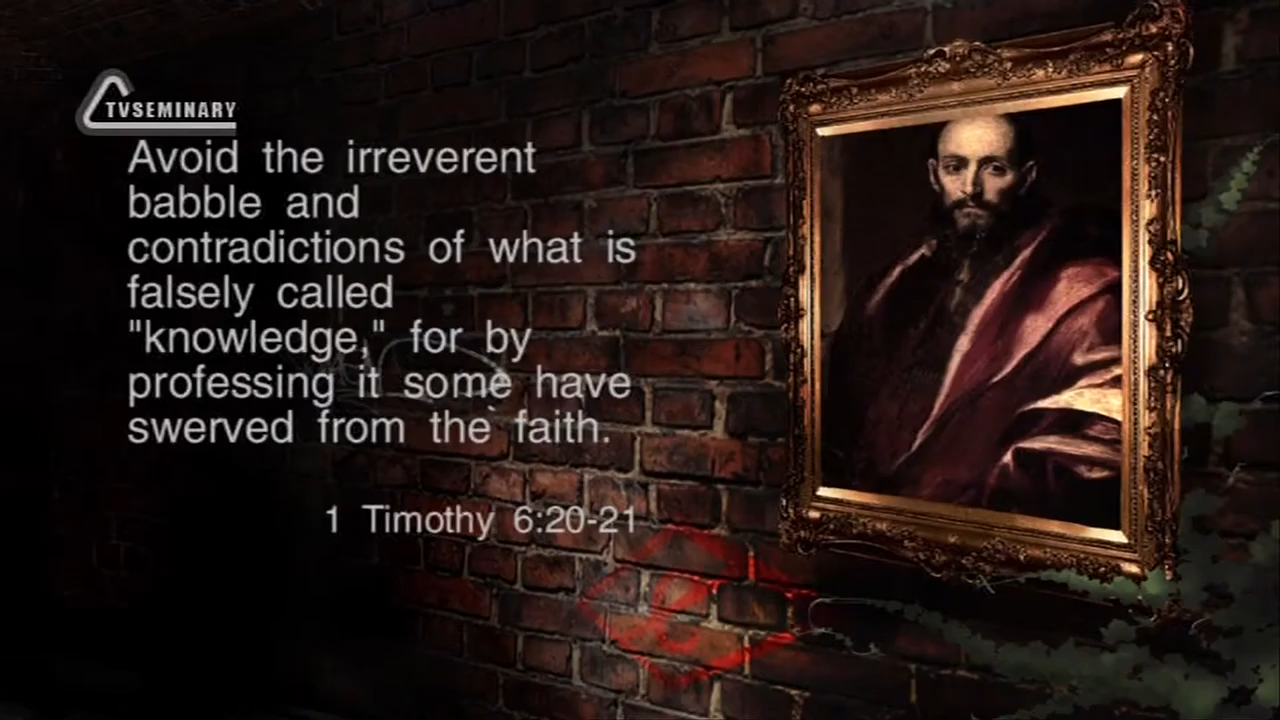 TVSEMINARY
Avoid the irreverent
babble and
contradictions of what is
falsely called
"knowledge," for by
professing it some have
swerved from the faith.
1 Timothy 6:20-21